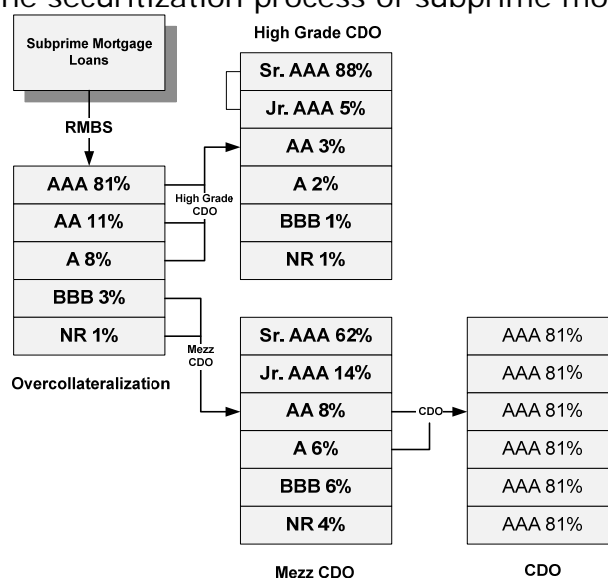 he securitization process of subprime mo
Subprime Mortgage
Loans
RMBS
AAA 81%
AA 11%
A 8%
BBB 3%
NR 1%
Overcollateralization
High Grade
CDO
Mezz
CDO
High Grade CDO
Sr. AAA 88%
Jr. AAA 5%
AA 3%
A 2%
BBB 1%
NR 1%
Sr. AAA 62%
Jr. AAA 14%
AA 8%
A 6%
BBB 6%
NR 4%
Mezz CDO
CDO
AAA 81%
AAA 81%
AAA 81%
AAA 81%
AAA 81%
AAA 81%
CDO